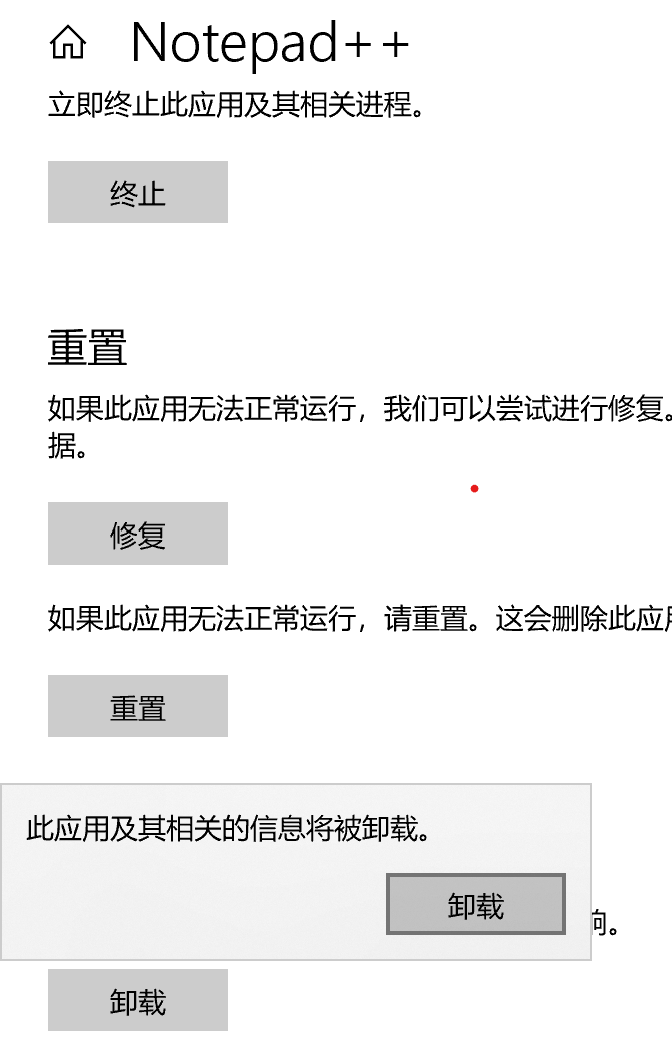 Notepad++
立即终止此应用及其相关进程。
终止
重置
如果此应用无法正常运行，我们可以尝试进行修复。
据。
修复
如果此应用无法正常运行，请重置。这会删除此应用
重置
此应用及其相关的信息将被卸载。
卸载
响。
卸载